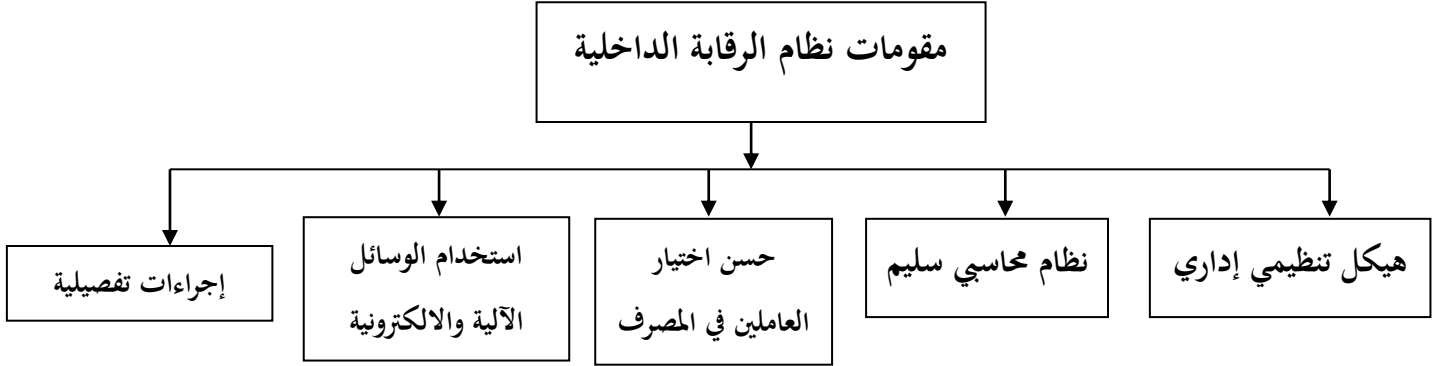 مقومات نظام الرقابة الداخلية
هيكل تنظيمي إداري
نظام محاسبي سليم
حسن اختيار
العاملين في المصرف
استخدام الوسائل
الآلية والالكترونية
إجراءات تفصيلية